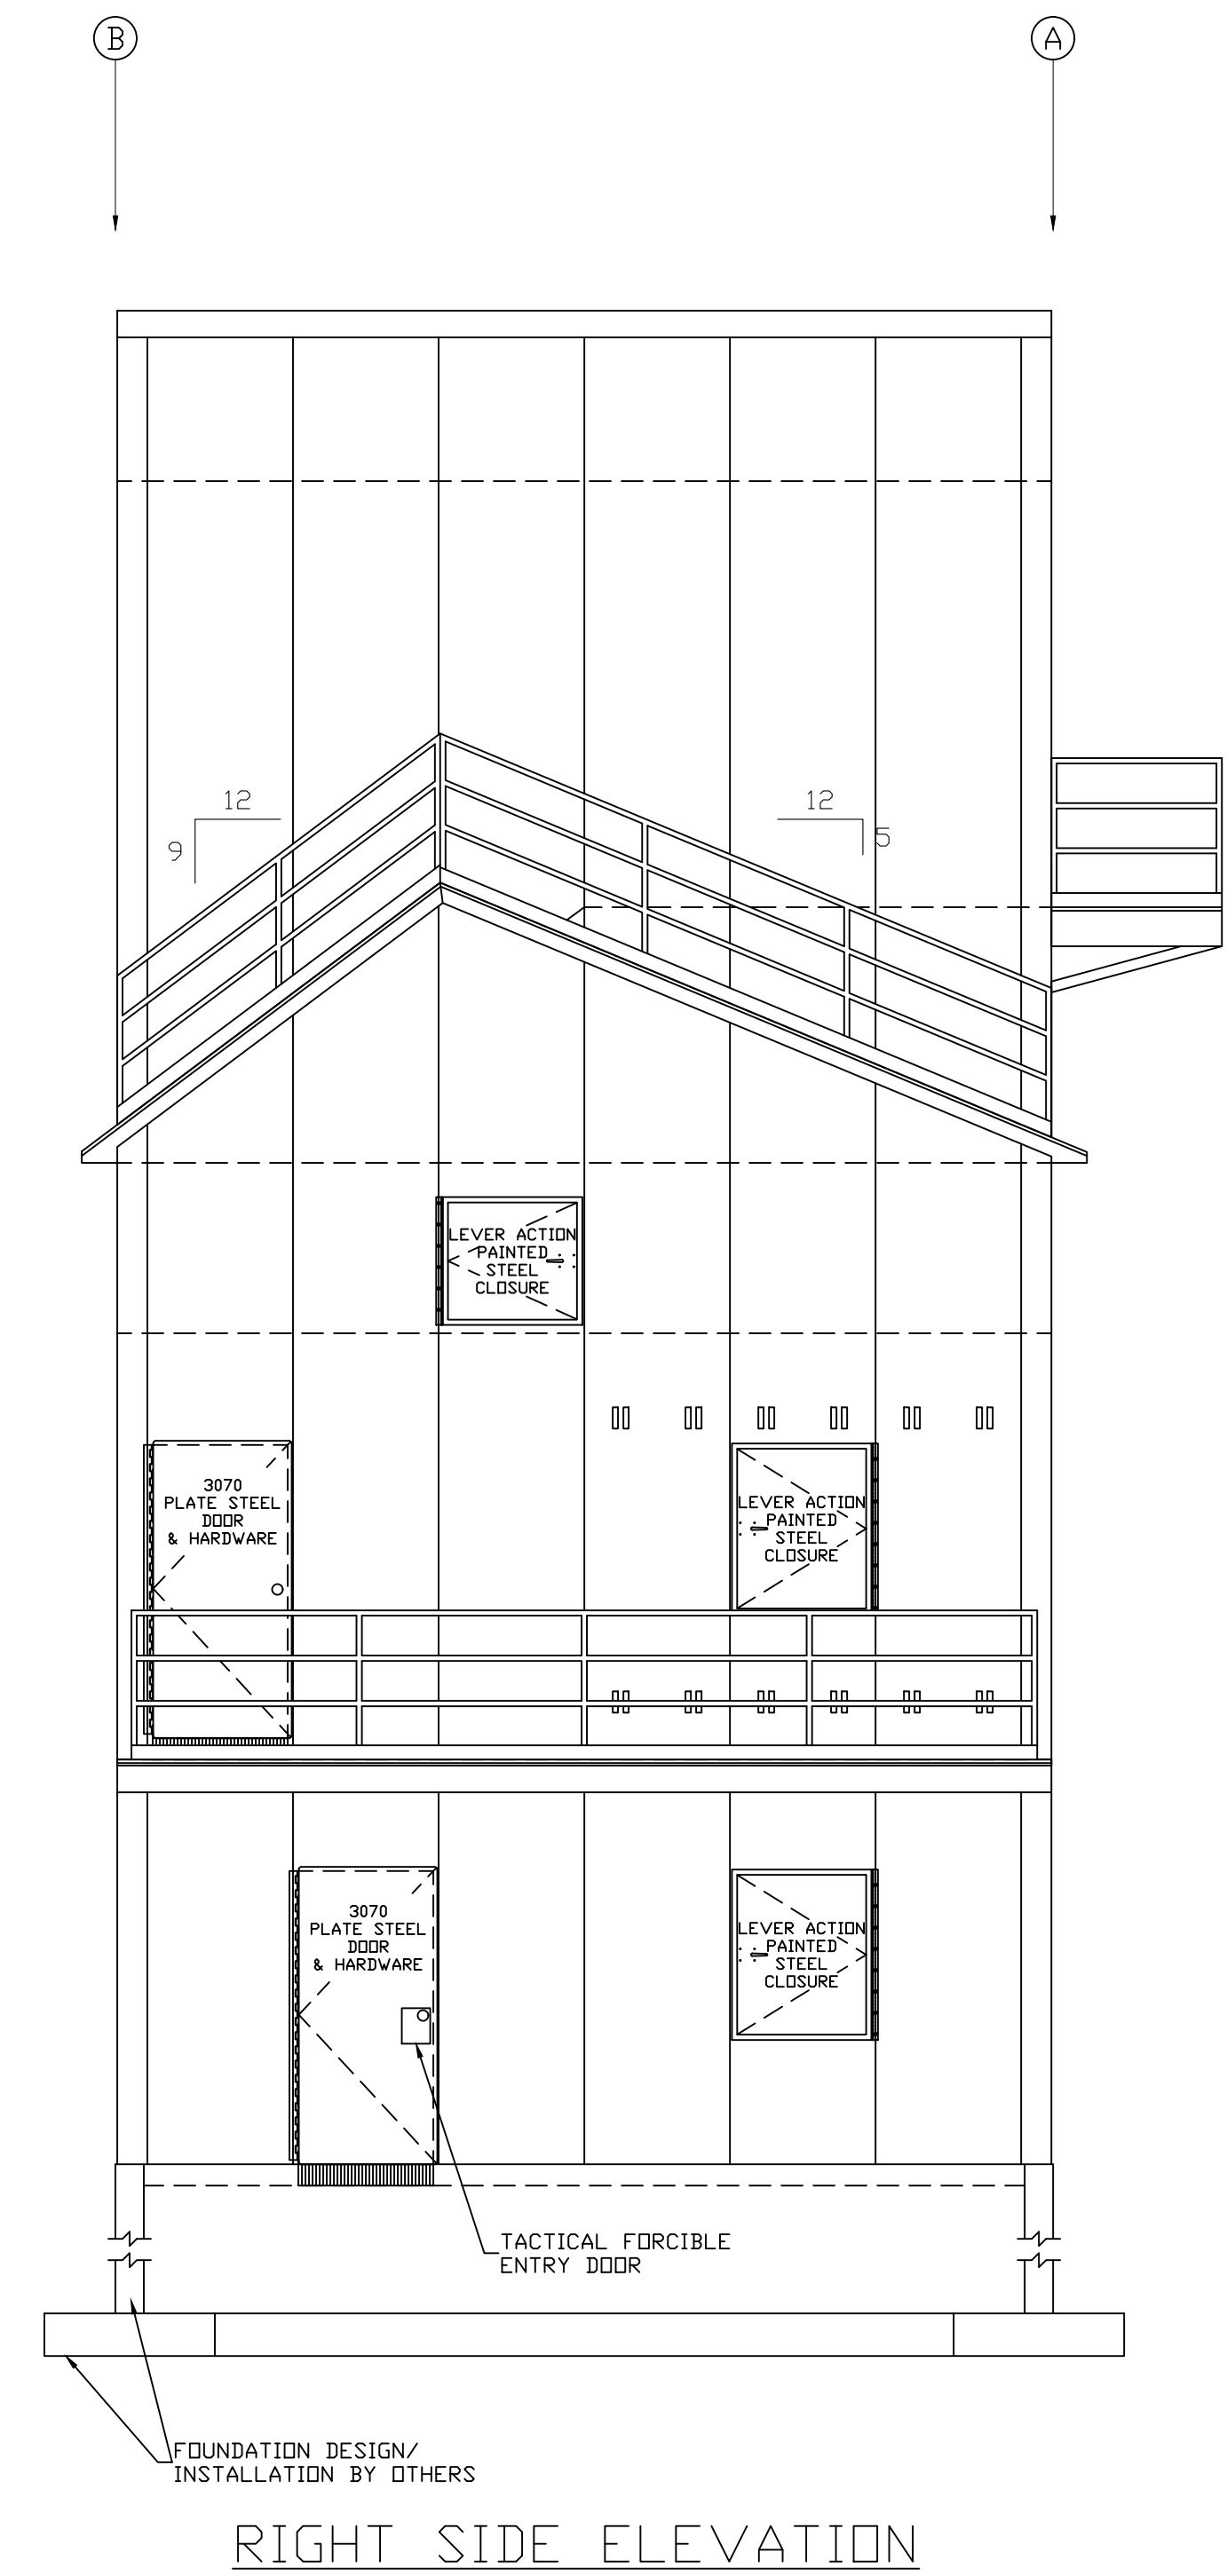 B
A
12
9
12
5
LEVER ACTION
PAINTED
STEEL
CLOSURE
3070
PLATE STEEL
DOOR
& HARDWARE
LEVER ACTION
PAINTED
STEEL
CLOSURE
3070
PLATE STEEL
DOOR
& HARDWARE
LEVER ACTION
PAINTED
STEEL
CLOSURE
TACTICAL FORCIBLE
ENTRY DOOR
FOUNDATION DESIGN/
INSTALLATION BY OTHERS
RIGHT SIDE ELEVATION